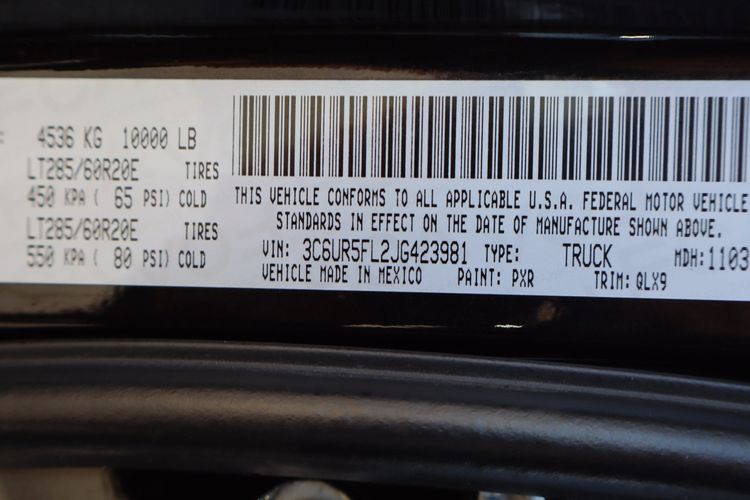 4536 KG 10000 LB
LT285/60R20E TIRES
450 KPA ( 65 PSI) COLD
LT285/60R20E TIRES
550 KPA ( 80 PSI) COLD
THIS VEHICLE CONFORMS TO ALL APPLICABLE U.S.A. FEDERAL MOTOR VEHICLE
STANDARDS IN EFFECT ON THE DATE OF MANUFACTURE SHOWN ABOVE.
VIN: 3C6UR5FL2JG423981 TYPE: TRUCK MDH:1103
VEHICLE MADE IN MEXICO PAINT: PXR TRIM: QLX9